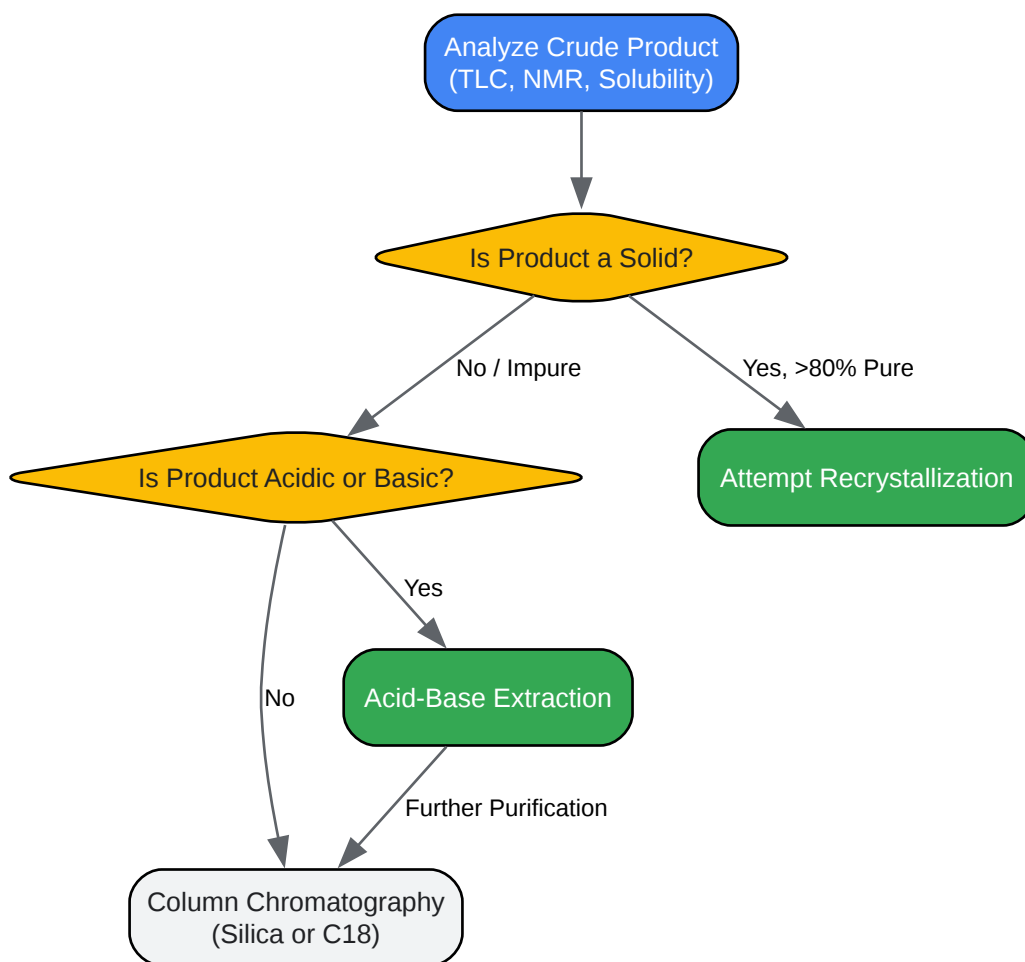 Analyze Crude Product
(TLC, NMR, Solubility)
Is Product a Solid?
No / Impure
Yes, >80% Pure
Is Product Acidic or Basic?
Attempt Recrystallization
Yes
No
Acid-Base Extraction
Further Purification
Column Chromatography
(Silica or C18)